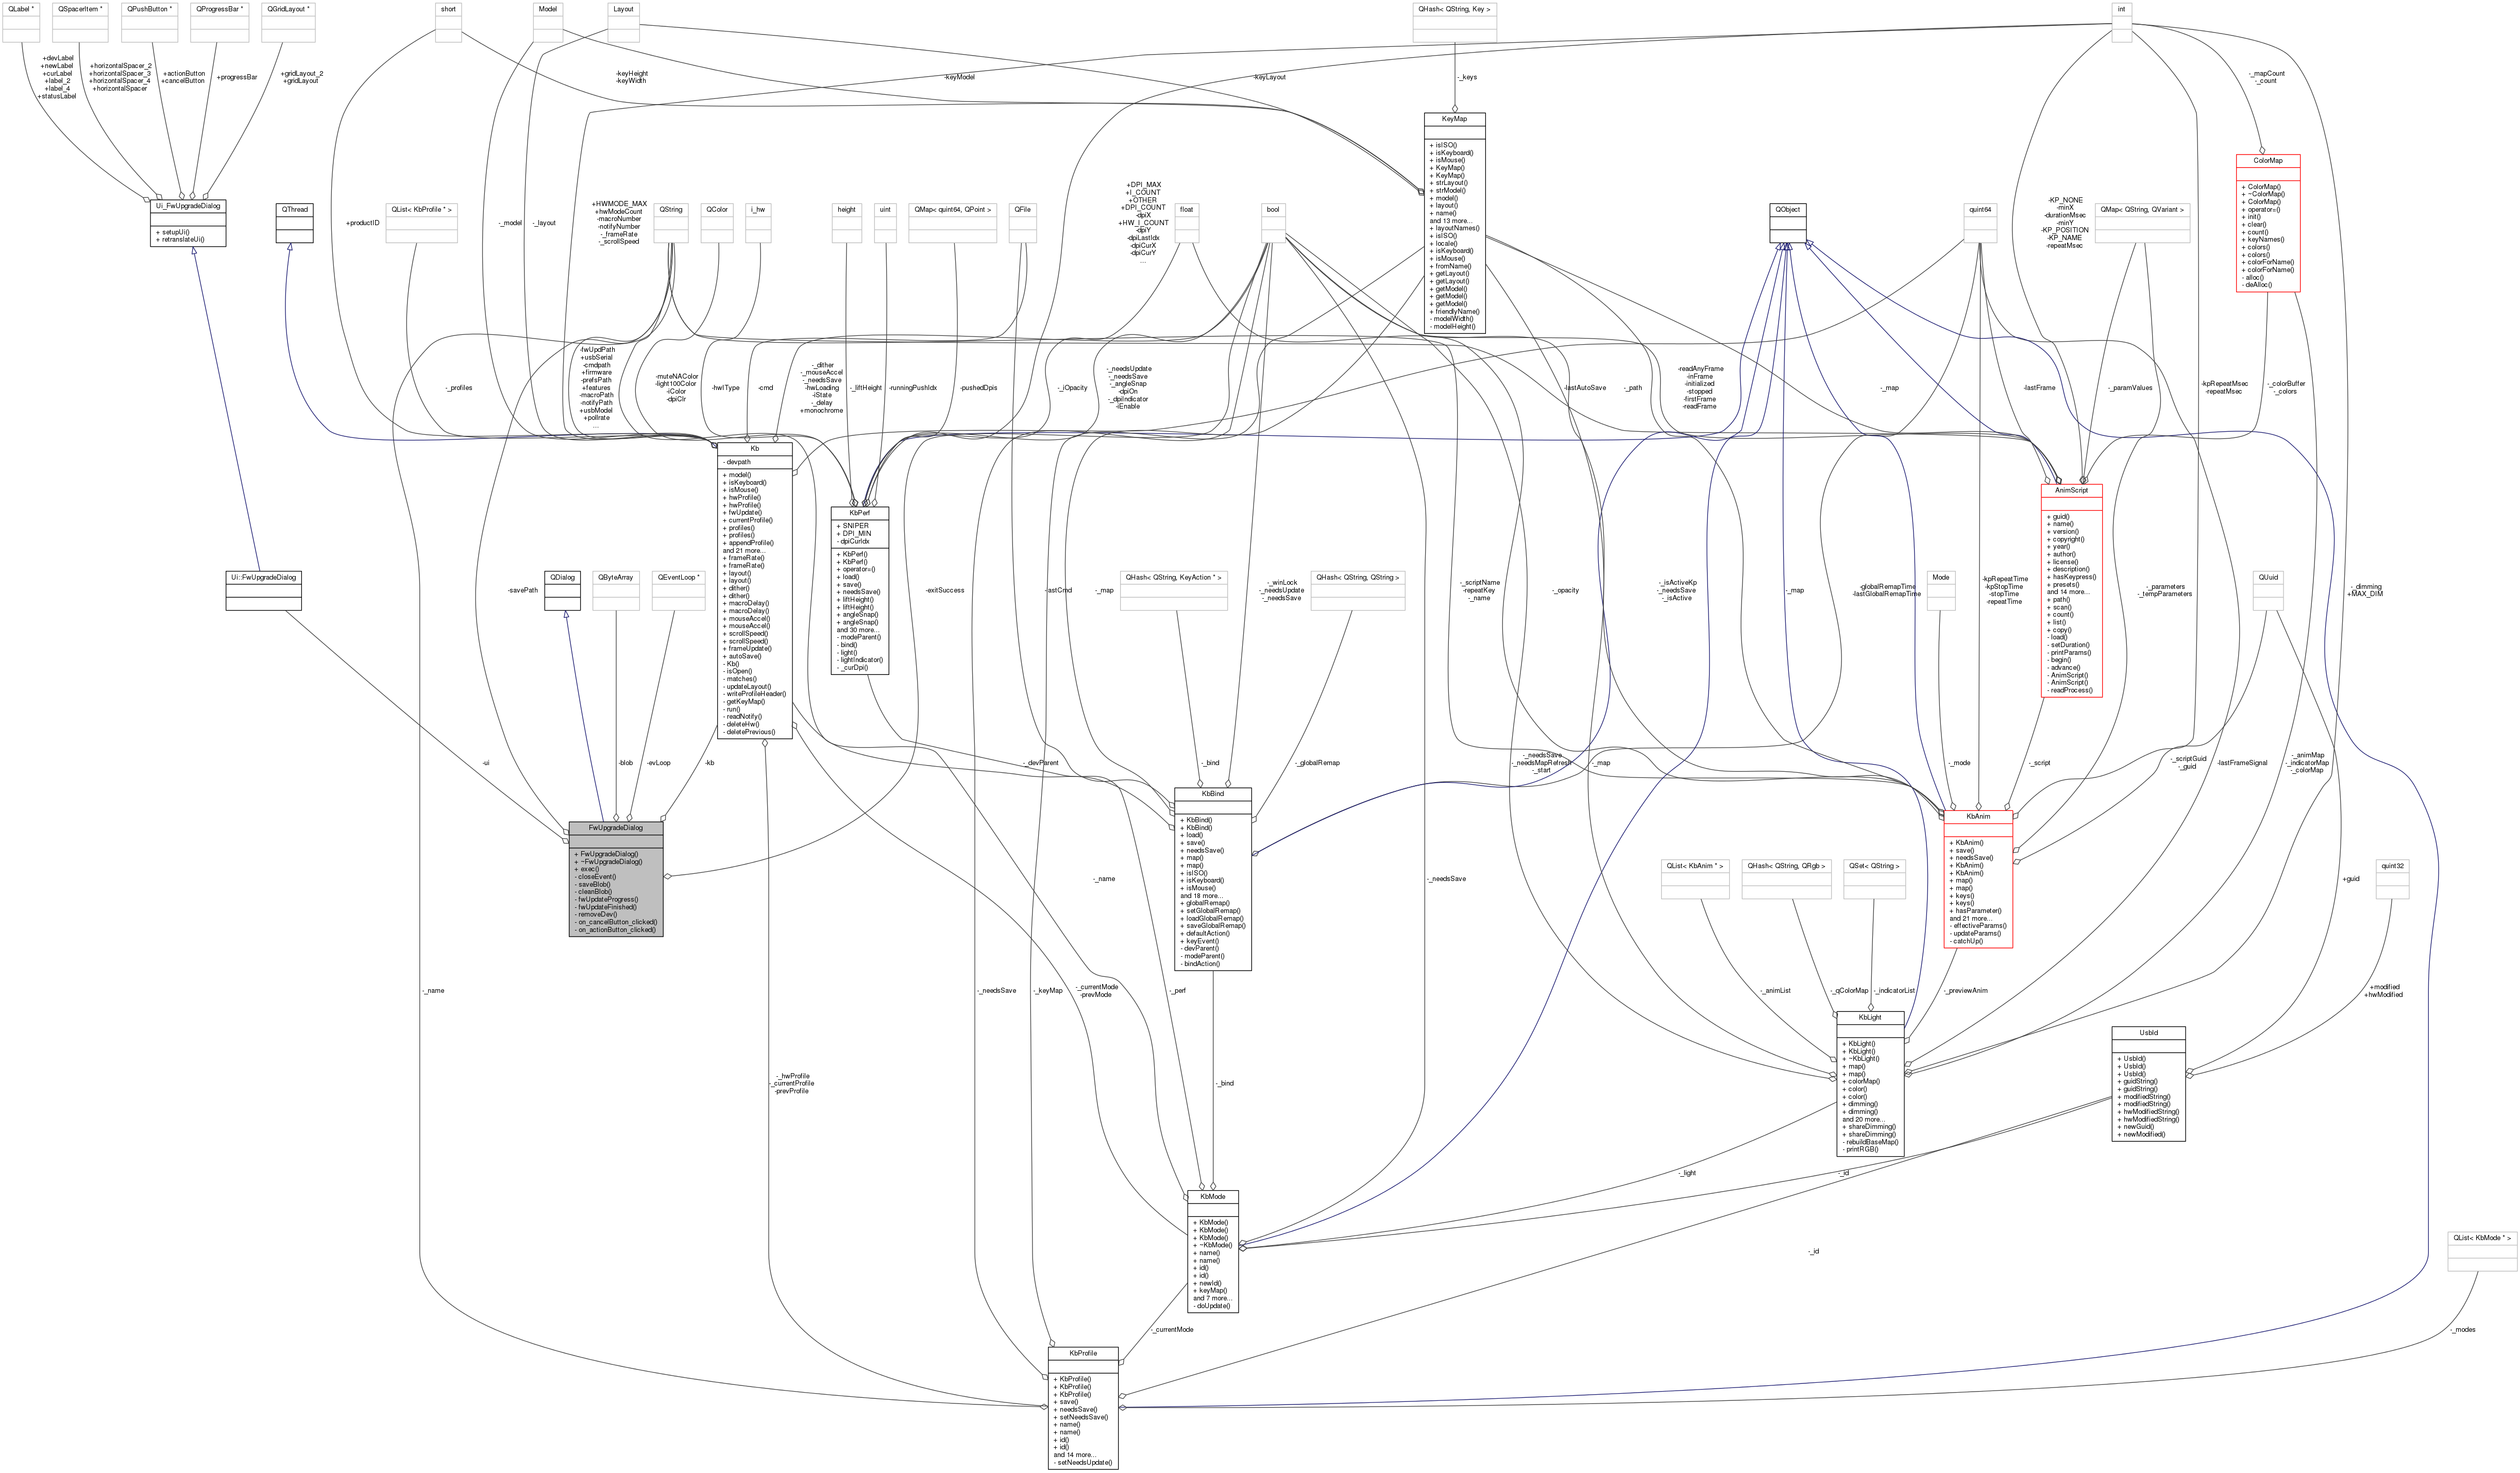 QLabel *
QSpacerItem *
QPushButton *
QProgressBar *
QGridLayout *
short
Model
Layout
QHash< QString, Key >
int
+devLabel
+newLabel
+curLabel
+label_2
+label_4
+statusLabel
+horizontalSpacer_2
+horizontalSpacer_3
+horizontalSpacer_4
+horizontalSpacer
+actionButton
+cancelButton
+progressBar
+gridLayout_2
+gridLayout
-keyHeight
-keyWidth
-keyModel
-keyLayout
-_keys
-_mapCount
-_count
KeyMap
+ isISO()
+ isKeyboard()
+ isMouse()
+ KeyMap()
+ KeyMap()
+ strLayout()
+ strModel()
+ model()
+ layout()
+ name()
and 13 more...
+ layoutNames()
+ isISO()
+ locale()
+ isKeyboard()
+ isMouse()
+ fromName()
+ getLayout()
+ getLayout()
+ getModel()
+ getModel()
+ getModel()
+ friendlyName()
- modelWidth()
- modelHeight()
ColorMap
+ ColorMap()
+ ~ColorMap()
+ ColorMap()
+ operator=()
+ init()
+ clear()
+ count()
+ keyNames()
+ colors()
+ colors()
+ colorForName()
+ colorForName()
- alloc()
- deAlloc()
Ui_FwUpgradeDialog
+ setupUi()
+ retranslateUi()
QThread
+productID
QList< KbProfile * >
-_model
-_layout
+HWMODE_MAX
+hwModeCount
-macroNumber
-notifyNumber
-_frameRate
-_scrollSpeed
QString
QColor
i_hw
height
uint
QMap< quint64, QPoint >
QFile
+DPI_MAX
+I_COUNT
+OTHER
+DPI_COUNT
-dpiX
+HW_I_COUNT
-dpiY
-dpiLastIdx
-dpiCurX
-dpiCurY
...
float
bool
QObject
quint64
-KP_NONE
-minX
-durationMsec
-minY
-KP_POSITION
-KP_NAME
-repeatMsec
QMap< QString, QVariant >
-_profiles
-fwUpdPath
+usbSerial
-cmdpath
+firmware
-prefsPath
+features
-macroPath
-notifyPath
+usbModel
+pollrate
...
-muteNAColor
-light100Color
-iColor
-dpiClr
-hwIType
-cmd
-_dither
-_mouseAccel
-_needsSave
-hwLoading
-iState
-_delay
+monochrome
-_liftHeight
-runningPushIdx
-pushedDpis
-_iOpacity
-_needsUpdate
-_needsSave
-_angleSnap
-dpiOn
-_dpiIndicator
-iEnable
-lastAutoSave
-_path
-readAnyFrame
-inFrame
-initialized
-stopped
-firstFrame
-readFrame
-_map
-lastFrame
-_paramValues
-kpRepeatMsec
-repeatMsec
-_colorBuffer
-_colors
Kb
- devpath
+ model()
+ isKeyboard()
+ isMouse()
+ hwProfile()
+ hwProfile()
+ fwUpdate()
+ currentProfile()
+ profiles()
+ profiles()
+ appendProfile()
and 21 more...
+ frameRate()
+ frameRate()
+ layout()
+ layout()
+ dither()
+ dither()
+ macroDelay()
+ macroDelay()
+ mouseAccel()
+ mouseAccel()
+ scrollSpeed()
+ scrollSpeed()
+ frameUpdate()
+ autoSave()
- Kb()
- isOpen()
- matches()
- updateLayout()
- writeProfileHeader()
- getKeyMap()
- run()
- readNotify()
- deleteHw()
- deletePrevious()
KbPerf
+ SNIPER
+ DPI_MIN
- dpiCurIdx
+ KbPerf()
+ KbPerf()
+ operator=()
+ load()
+ save()
+ needsSave()
+ liftHeight()
+ liftHeight()
+ angleSnap()
+ angleSnap()
and 30 more...
- modeParent()
- bind()
- light()
- lightIndicator()
- _curDpi()
AnimScript
+ guid()
+ name()
+ version()
+ copyright()
+ year()
+ author()
+ license()
+ description()
+ hasKeypress()
+ presets()
and 14 more...
+ path()
+ scan()
+ count()
+ list()
+ copy()
- load()
- setDuration()
- printParams()
- begin()
- advance()
- AnimScript()
- AnimScript()
- readProcess()
Ui::FwUpgradeDialog
-savePath
QDialog
QByteArray
QEventLoop *
-exitSuccess
-lastCmd
-_map
QHash< QString, KeyAction * >
-_winLock
-_needsUpdate
-_needsSave
QHash< QString, QString >
-_scriptName
-repeatKey
-_name
-_opacity
-_isActiveKp
-_needsSave
-_isActive
-_map
-globalRemapTime
-lastGlobalRemapTime
Mode
-kpRepeatTime
-kpStopTime
-stopTime
-repeatTime
-_parameters
-_tempParameters
QUuid
-_dimming
+MAX_DIM
-ui
-blob
-evLoop
-kb
-_devParent
-_bind
-_globalRemap
-_needsSave
-_needsMapRefresh
-_start
-_map
-_mode
-_script
-_scriptGuid
-_guid
-lastFrameSignal
-_animMap
-_indicatorMap
-_colorMap
FwUpgradeDialog
+ FwUpgradeDialog()
+ ~FwUpgradeDialog()
+ exec()
- closeEvent()
- saveBlob()
- cleanBlob()
- fwUpdateProgress()
- fwUpdateFinished()
- removeDev()
- on_cancelButton_clicked()
- on_actionButton_clicked()
KbBind
+ KbBind()
+ KbBind()
+ load()
+ save()
+ needsSave()
+ map()
+ map()
+ isISO()
+ isKeyboard()
+ isMouse()
and 18 more...
+ globalRemap()
+ setGlobalRemap()
+ loadGlobalRemap()
+ saveGlobalRemap()
+ defaultAction()
+ keyEvent()
- devParent()
- modeParent()
- bindAction()
KbAnim
+ KbAnim()
+ save()
+ needsSave()
+ KbAnim()
+ KbAnim()
+ map()
+ map()
+ keys()
+ keys()
+ hasParameter()
and 21 more...
- effectiveParams()
- updateParams()
- catchUp()
-_name
-_needsSave
QList< KbAnim * >
QHash< QString, QRgb >
QSet< QString >
+guid
quint32
-_name
-_hwProfile
-_currentProfile
-prevProfile
-_needsSave
-_keyMap
-_currentMode
-prevMode
-_perf
-_bind
-_animList
-_qColorMap
-_indicatorList
-_previewAnim
+modified
+hwModified
KbLight
+ KbLight()
+ KbLight()
+ ~KbLight()
+ map()
+ map()
+ colorMap()
+ color()
+ color()
+ dimming()
+ dimming()
and 20 more...
+ shareDimming()
+ shareDimming()
- rebuildBaseMap()
- printRGB()
UsbId
+ UsbId()
+ UsbId()
+ UsbId()
+ guidString()
+ guidString()
+ modifiedString()
+ modifiedString()
+ hwModifiedString()
+ hwModifiedString()
+ newGuid()
+ newModified()
-_light
-_id
KbMode
+ KbMode()
+ KbMode()
+ KbMode()
+ ~KbMode()
+ name()
+ name()
+ id()
+ id()
+ newId()
+ keyMap()
and 7 more...
- doUpdate()
-_id
QList< KbMode * >
-_currentMode
-_modes
KbProfile
+ KbProfile()
+ KbProfile()
+ KbProfile()
+ save()
+ needsSave()
+ setNeedsSave()
+ name()
+ name()
+ id()
+ id()
and 14 more...
- setNeedsUpdate()